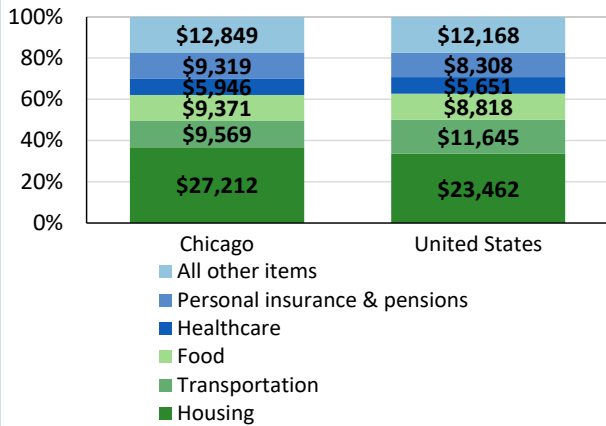 100%
80%
60%
40%
20%
0%
$12,849
$9,319
$5,946
$9,371
$9,569
$27,212
$12,168
$8,308
$5,651
$8,818
$11,645
$23,462
Chicago
United States
All other items
Personal insurance & pensions
Healthcare
Food
Transportation
Housing